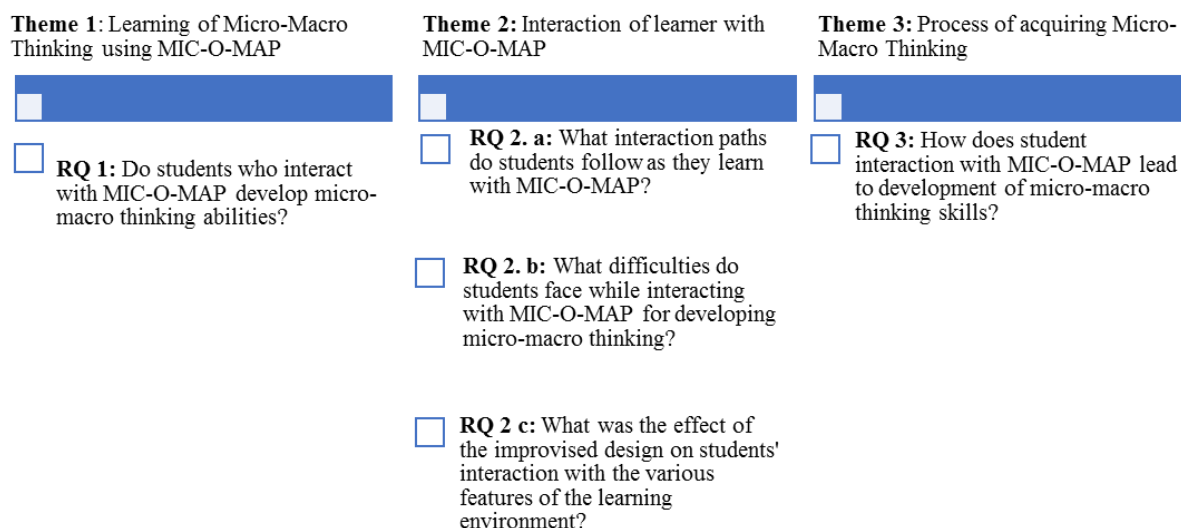 Theme 1: Learning of Micro-Macro
Thinking using MIC-O-MAP
RQ 1: Do students who interact
with MIC-O-MAP develop micro-
macro thinking abilities?
Theme 2: Interaction of learner with
MIC-O-MAP
RQ 2. a: What interaction paths
do students follow as they learn
with MIC-O-MAP?
RQ 2. b: What difficulties do
students face while interacting
with MIC-O-MAP for developing
micro-macro thinking?
RQ 2 c: What was the effect of
the improvised design on students'
interaction with the various
features of the learning
environment?
Theme 3: Process of acquiring Micro-
Macro Thinking
RQ 3: How does student
interaction with MIC-O-MAP lead
to development of micro-macro
thinking skills?